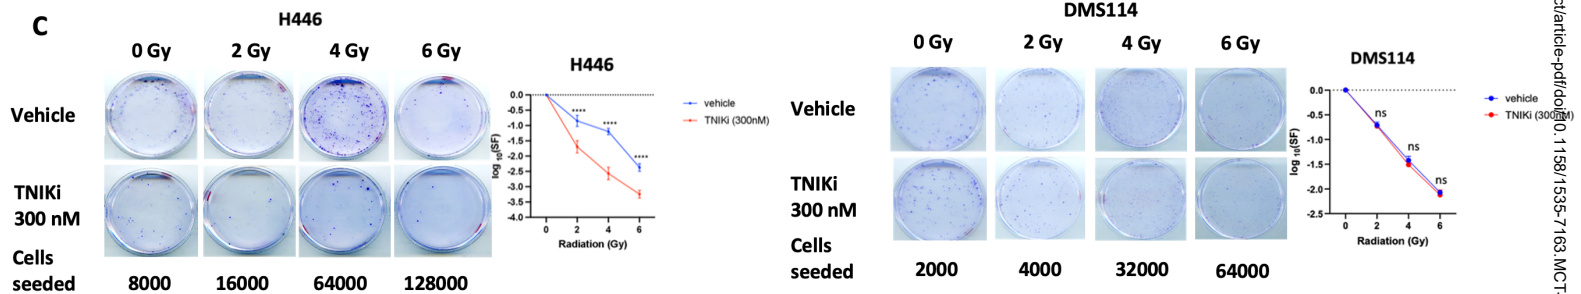 C
H446
0 Gy
2 Gy
4 Gy
6 Gy
Vehicle
TNIKi
300 nM
Cells
seeded
8000
16000
64000
128000
H446
0.0
-0.5
-1.0
-1.5
-2.0
-2.5
-3.0
-3.5
-4.0
log 10(SF)
****
****
****
0
2
4
6
Radiation (Gy)
vehicle
TNIKi (300nM)
DMS114
0 Gy
2 Gy
4 Gy
6 Gy
Vehicle
TNIKi
300 nM
Cells
seeded
2000
4000
32000
64000
DMS114
0.0
-0.5
-1.0
-1.5
-2.0
-2.5
log 10 (SF)
ns
ns
ns
0
2
4
6
Radiation (Gy)
vehicle
TNIKi (300nM)
ct/article-pdf/doi/10.1158/1535-7163.MCT-